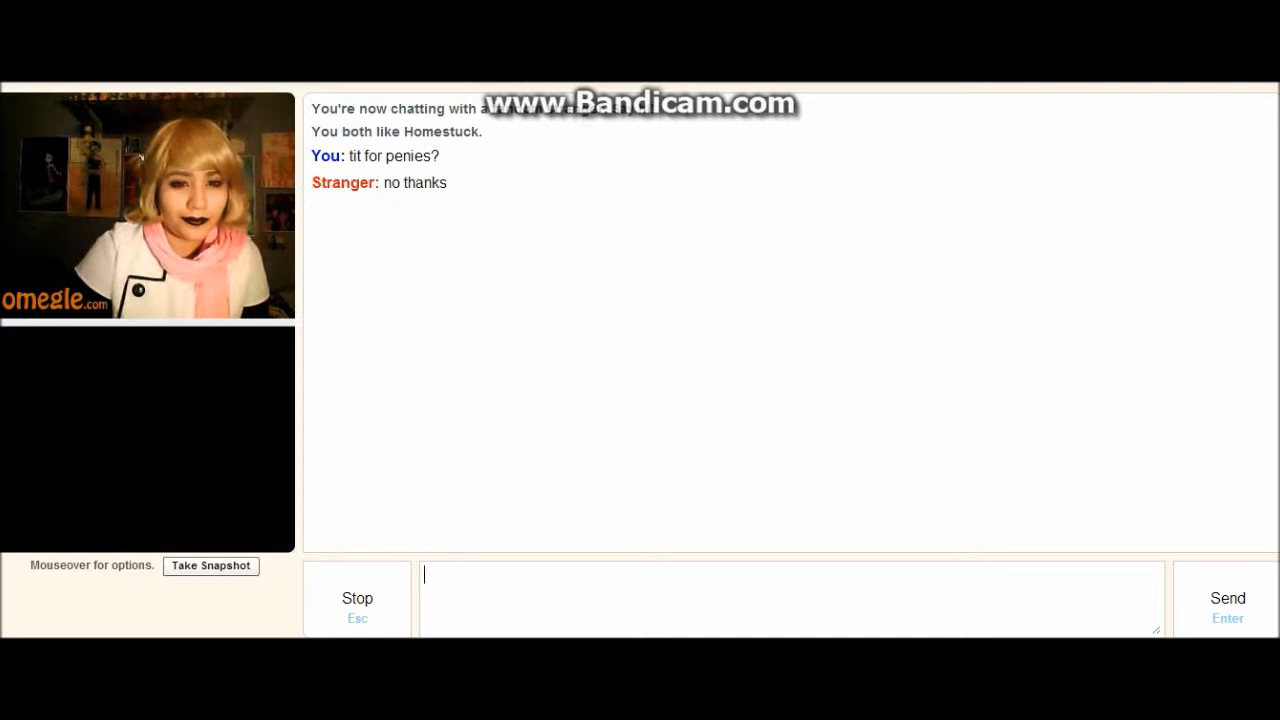 www.Bandicam.com
You're now chatting with a
You both like Homestuck.
You: tit for penies?
Stranger: no thanks
omegle.com
Mouseover for options. Take Snapshot
Stop
Esc
Send
Enter